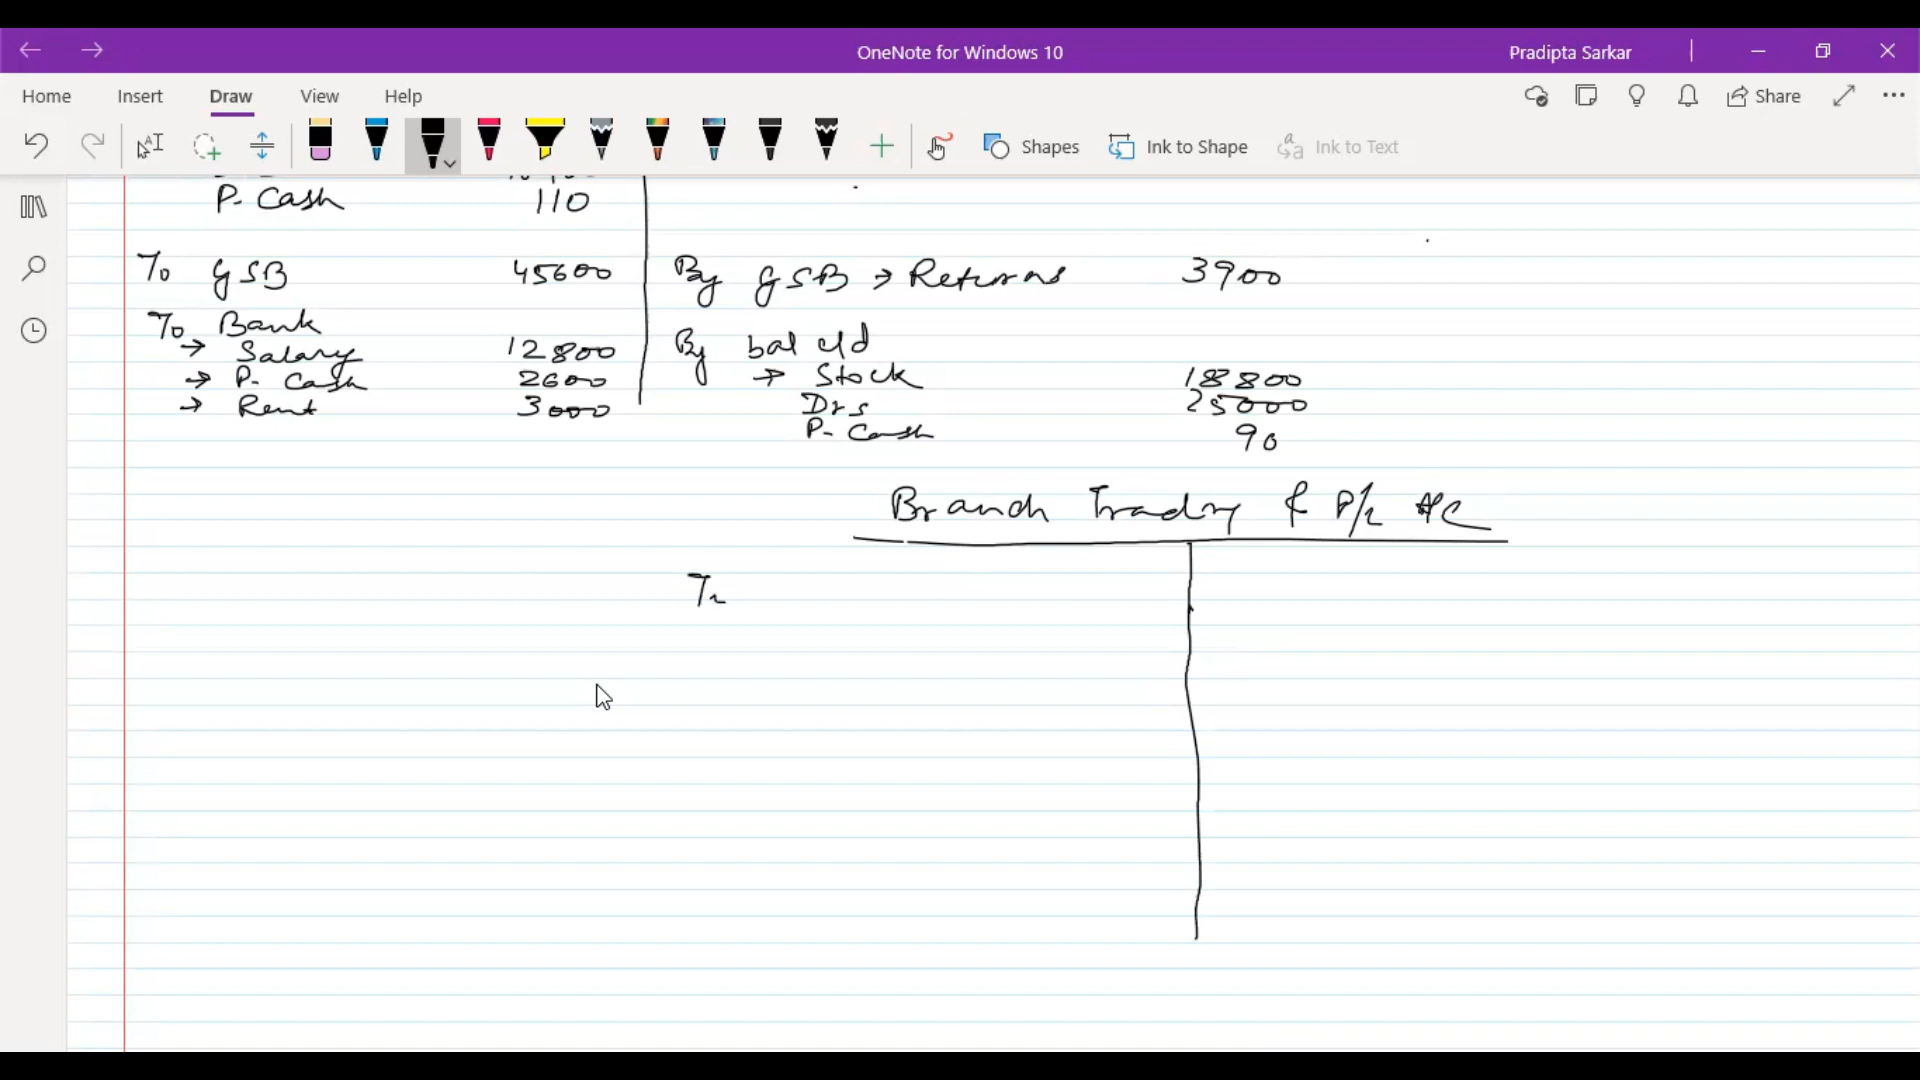 OneNote for Windows 10
Pradipta Sarkar
Home Insert Draw View Help
Share
Shapes Ink to Shape Ink to Text
P- Cash 110
To GSB 45600 By GSB → Returns 3900
To Bank
→ Salary 12800 By bal c/d
→ P- Cash 2600 → Stock 18800
→ Rent 3000 Drs 25000
P- Cash 90
Branch Trading & P/L A/C
To